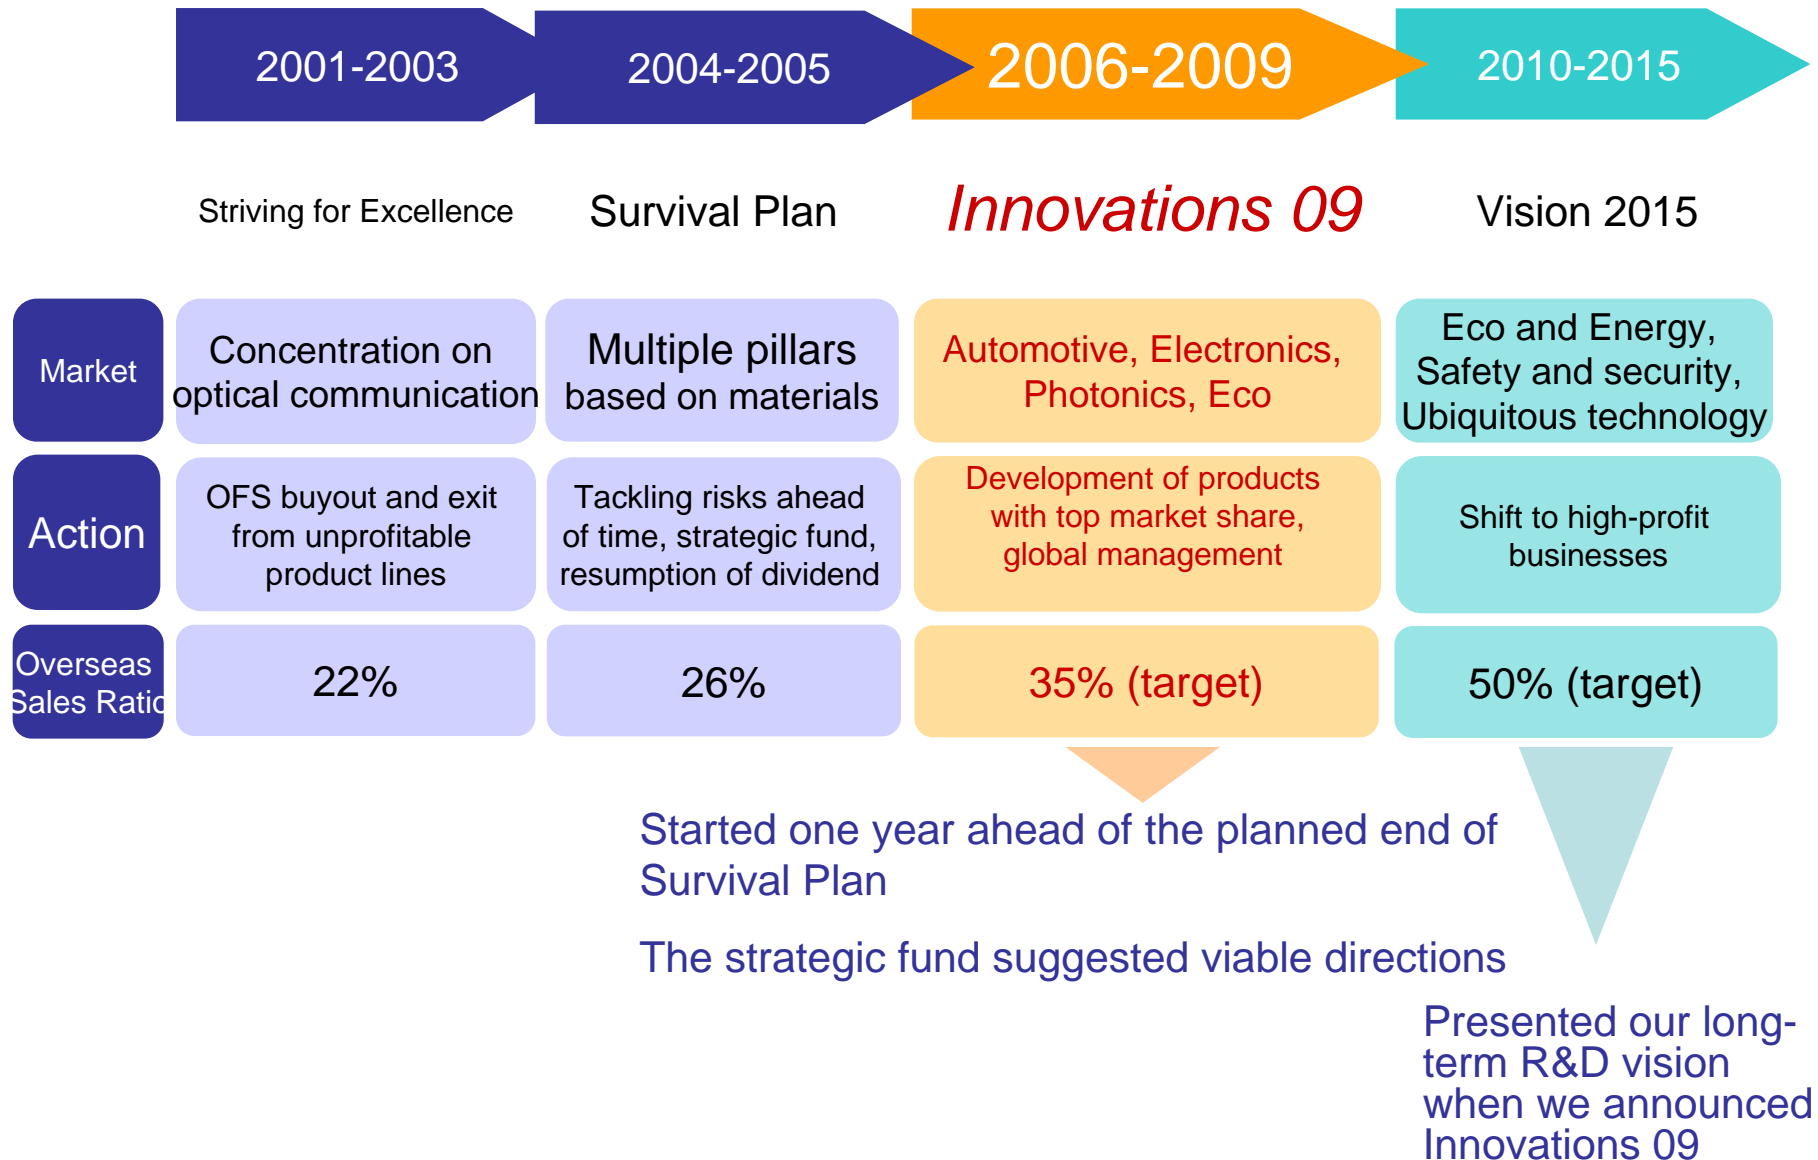 2001-2003
2004-2005
2006-2009
2010-2015
Striving for Excellence
Survival Plan
Innovations 09
Vision 2015
Market
Concentration on
optical communication
Multiple pillars
based on materials
Automotive, Electronics,
Photonics, Eco
Eco and Energy,
Safety and security,
Ubiquitous technology
Action
OFS buyout and exit
from unprofitable
product lines
Tackling risks ahead
of time, strategic fund,
resumption of dividend
Development of products
with top market share,
global management
Shift to high-profit
businesses
Overseas
Sales Ratio
22%
26%
35% (target)
50% (target)
Started one year ahead of the planned end of
Survival Plan
The strategic fund suggested viable directions
Presented our long-
term R&D vision
when we announced
Innovations 09